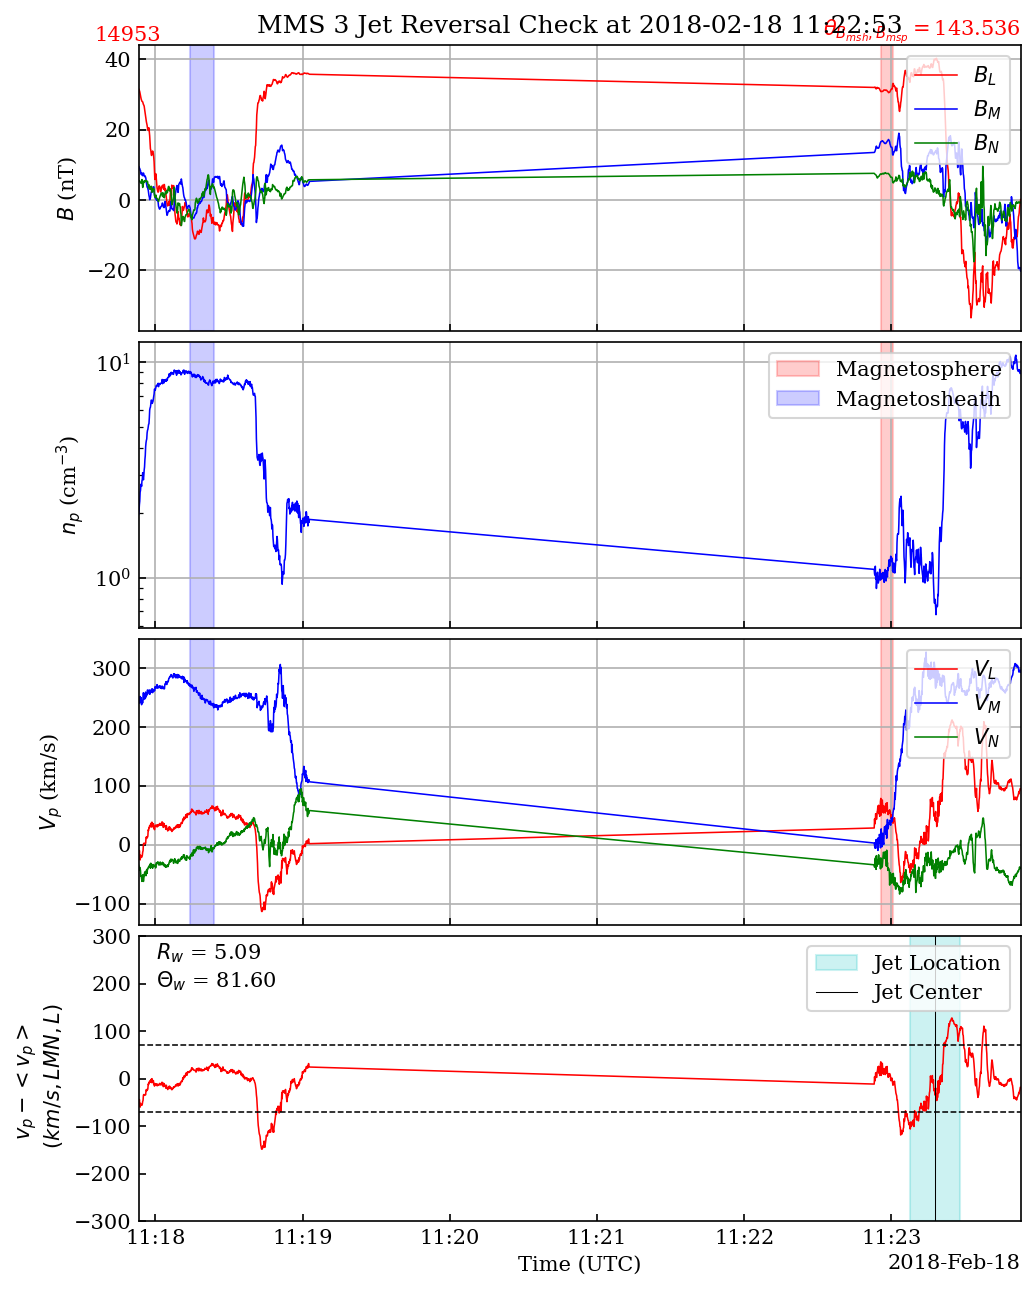 14953
MMS 3 Jet Reversal Check at 2018-02-18 11:22:53
θ_{B_{msh}, B_{msp}} = 143.536
40
20
0
−20
B (nT)
B_L
B_M
B_N
10^1
10^0
n_p (cm^{−3})
Magnetosphere
Magnetosheath
300
200
100
0
−100
V_p (km/s)
V_L
V_M
V_N
300
200
100
0
−100
−200
−300
v_p − < v_p >
(km/s, LMN, L)
R_w = 5.09
Θ_w = 81.60
Jet Location
Jet Center
11:18
11:19
11:20
11:21
11:22
11:23
Time (UTC)
2018-Feb-18